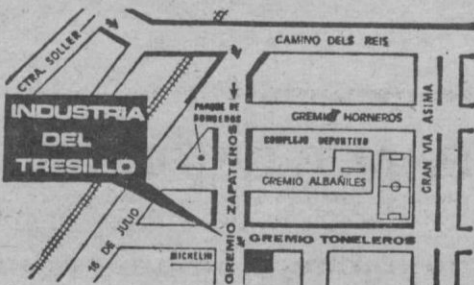 CAMINO DELS REIS
CTRA. SOLLER
INDUSTRIA
DEL
TRESILLO
PARQUE DE
BOMBEROS
GREMIO HORNEROS
COMPLEJO DEPORTIVO
GREMIO ALBAÑILES
GRAN VIA ASIMA
GREMIO ZAPATEROS
16 DE JULIO
GREMIO TONELEROS
MICHELIN